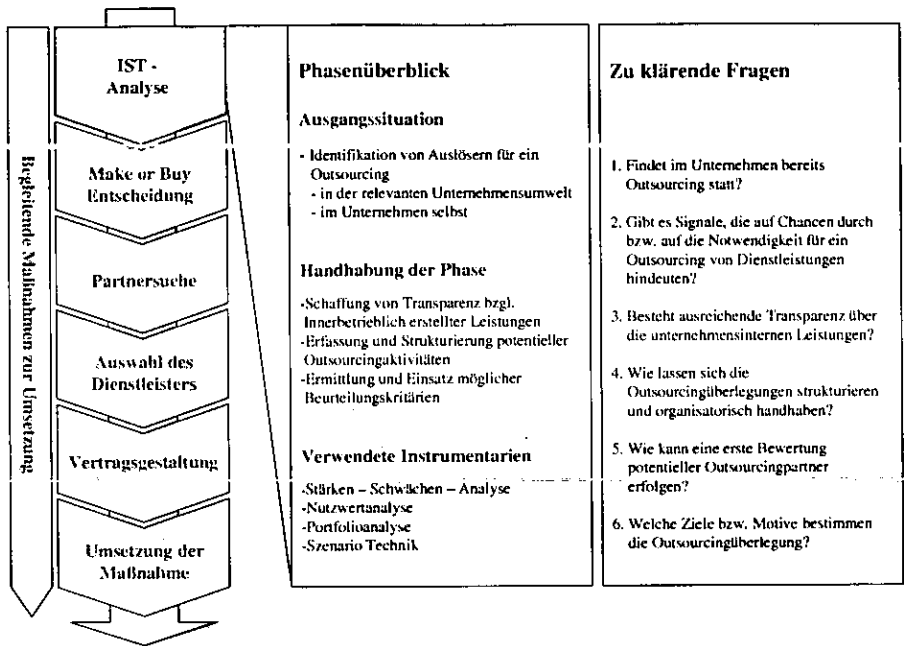 Begleitende Maßnahmen zur Umsetzung
IST -
Analyse
Make or Buy
Entscheidung
Partnersuche
Auswahl des
Dienstleisters
Vertragsgestaltung
Umsetzung der
Maßnahme
Phasenüberblick
Ausgangssituation
- Identifikation von Auslösern für ein
Outsourcing
- in der relevanten Unternehmensumwelt
- im Unternehmen selbst
Handhabung der Phase
-Schaffung von Transparenz bzgl.
Innerbetrieblich erstellter Leistungen
-Erfassung und Strukturierung potentieller
Outsourcingaktivitäten
-Ermittlung und Einsatz möglicher
Beurteilungskritärien
Verwendete Instrumentarien
-Stärken – Schwächen – Analyse
-Nutzwertanalyse
-Portfolioanalyse
-Szenario Technik
Zu klärende Fragen
1. Findet im Unternehmen bereits
Outsourcing statt?
2. Gibt es Signale, die auf Chancen durch
bzw. auf die Notwendigkeit für ein
Outsourcing von Dienstleistungen
hindeuten?
3. Besteht ausreichende Transparenz über
die unternehmensinternen Leistungen?
4. Wie lassen sich die
Outsourcingüberlegungen strukturieren
und organisatorisch handhaben?
5. Wie kann eine erste Bewertung
potentieller Outsourcingpartner
erfolgen?
6. Welche Ziele bzw. Motive bestimmen
die Outsourcingüberlegung?